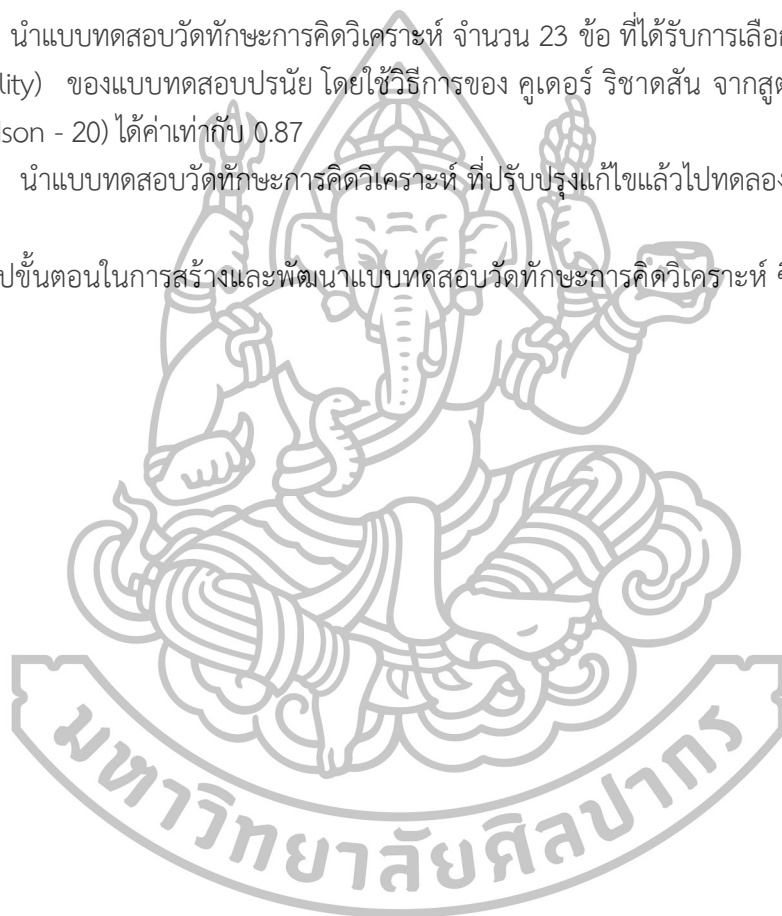 นำแบบทดสอบวัดทักษะการคิดวิเคราะห์ จำนวน 23 ข้อ ที่ได้รับการเลือก
lity) ของแบบทดสอบปรนัย โดยใช้วิธีการของ คูเดอร์ ริชาดสัน จากสูต
dson - 20) ได้ค่าเท่ากับ 0.87
นำแบบทดสอบวัดทักษะการคิดวิเคราะห์ ที่ปรับปรุงแก้ไขแล้วไปทดลอง
ปขั้นตอนในการสร้างและพัฒนาแบบทดสอบวัดทักษะการคิดวิเคราะห์
มหาวิทยาลัยศิลปากร